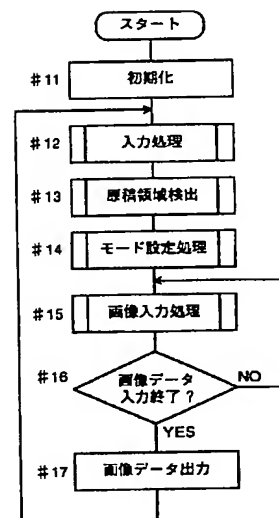 スタート
#11 初期化
#12 入力処理
#13 原稿領域検出
#14 モード設定処理
#15 画像入力処理
#16 画像データ
入力終了？ NO
YES
#17 画像データ出力